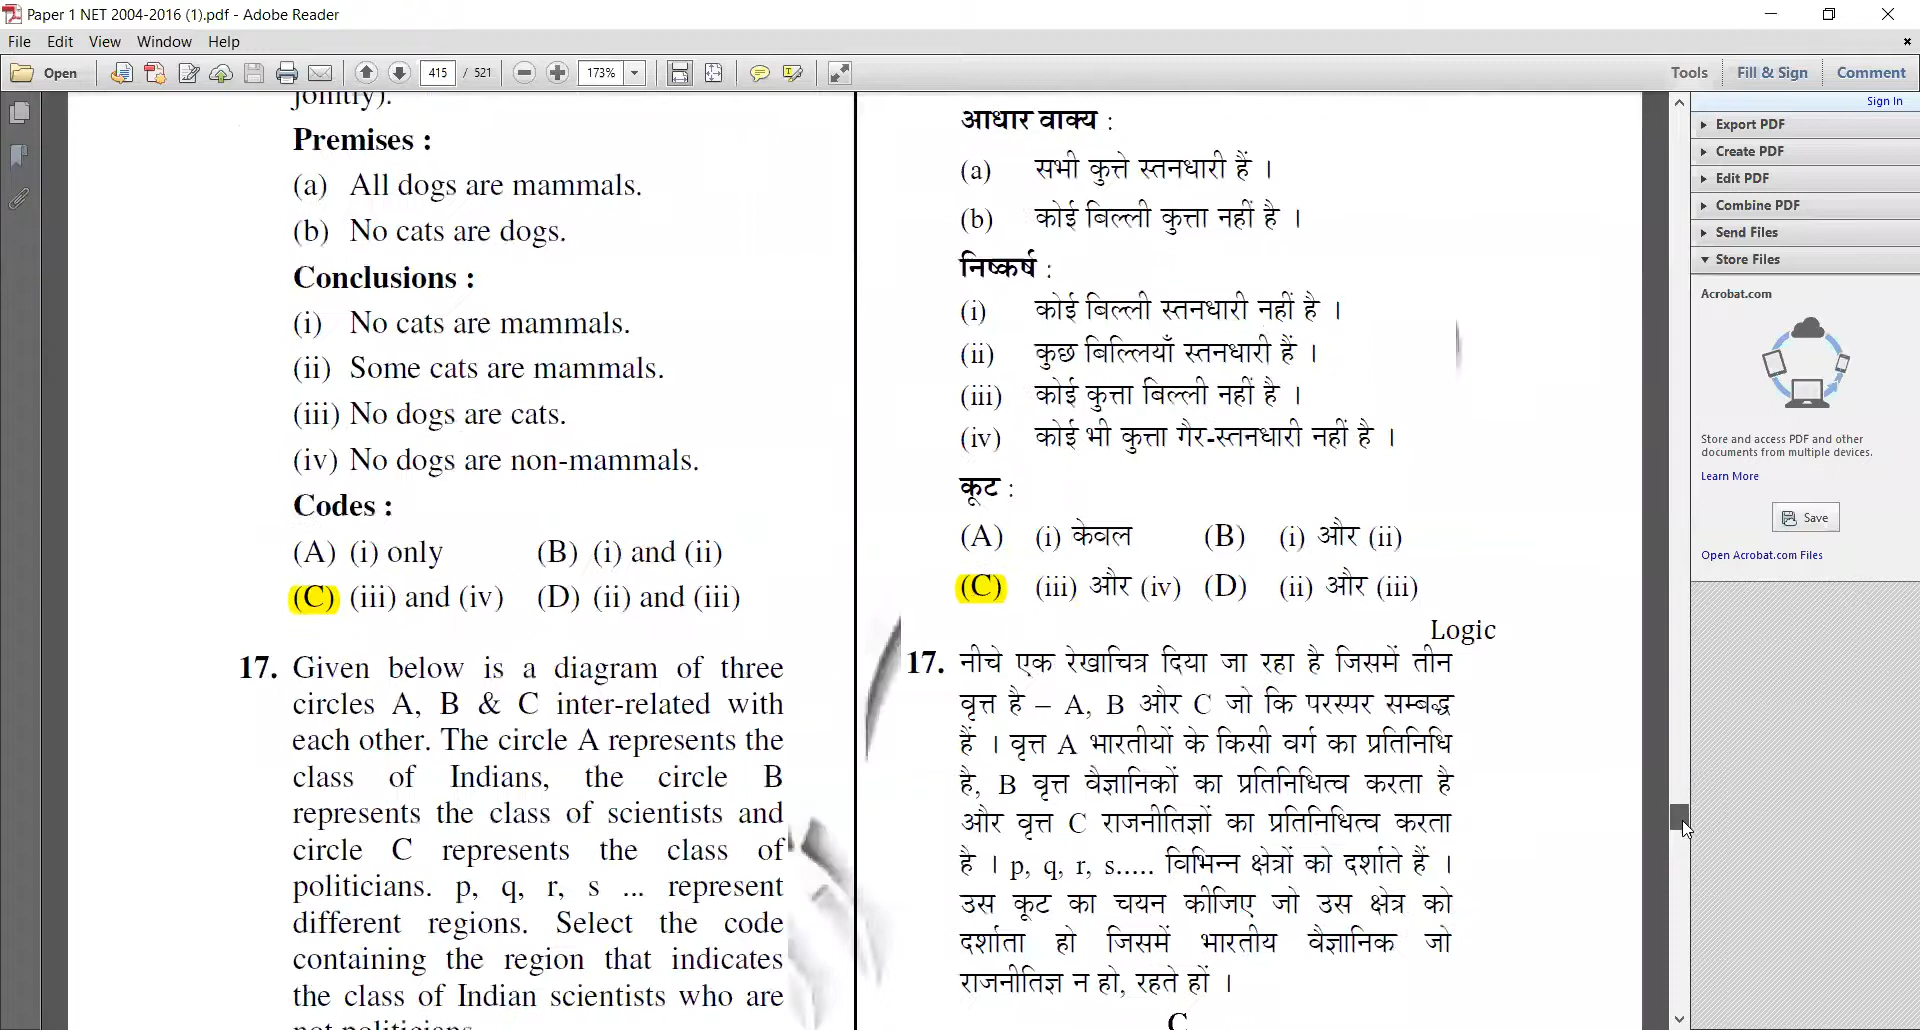 Paper 1 NET 2004-2016 (1).pdf - Adobe Reader
File Edit View Window Help
Open 415 / 521 173% Tools Fill & Sign Comment
jointly).
Premises :
(a) All dogs are mammals.
(b) No cats are dogs.
Conclusions :
(i) No cats are mammals.
(ii) Some cats are mammals.
(iii) No dogs are cats.
(iv) No dogs are non-mammals.
Codes :
(A) (i) only (B) (i) and (ii)
(C) (iii) and (iv) (D) (ii) and (iii)
17. Given below is a diagram of three
circles A, B & C inter-related with
each other. The circle A represents the
class of Indians, the circle B
represents the class of scientists and
circle C represents the class of
politicians. p, q, r, s ... represent
different regions. Select the code
containing the region that indicates
the class of Indian scientists who are
not politicians.
आधार वाक्य :
(a) सभी कुत्ते स्तनधारी हैं ।
(b) कोई बिल्ली कुत्ता नहीं है ।
निष्कर्ष :
(i) कोई बिल्ली स्तनधारी नहीं है ।
(ii) कुछ बिल्लियाँ स्तनधारी हैं ।
(iii) कोई कुत्ता बिल्ली नहीं है ।
(iv) कोई भी कुत्ता गैर-स्तनधारी नहीं है ।
कूट :
(A) (i) केवल (B) (i) और (ii)
(C) (iii) और (iv) (D) (ii) और (iii)
Logic
17. नीचे एक रेखाचित्र दिया जा रहा है जिसमें तीन
वृत्त है – A, B और C जो कि परस्पर सम्बद्ध
हैं । वृत्त A भारतीयों के किसी वर्ग का प्रतिनिधि
है, B वृत्त वैज्ञानिकों का प्रतिनिधित्व करता है
और वृत्त C राजनीतिज्ञों का प्रतिनिधित्व करता
है । p, q, r, s..... विभिन्न क्षेत्रों को दर्शाते हैं ।
उस कूट का चयन कीजिए जो उस क्षेत्र को
दर्शाता हो जिसमें भारतीय वैज्ञानिक जो
राजनीतिज्ञ न हो, रहते हों ।
C
Sign In
Export PDF
Create PDF
Edit PDF
Combine PDF
Send Files
Store Files
Acrobat.com
Store and access PDF and other
documents from multiple devices.
Learn More
Save
Open Acrobat.com Files